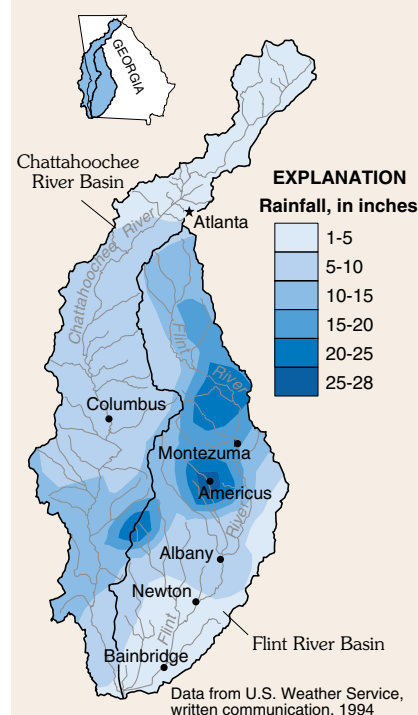 GEORGIA
Chattahoochee
River Basin
EXPLANATION
Rainfall, in inches
1-5
5-10
10-15
15-20
20-25
25-28
Atlanta
Chattahoochee River
Flint
River
Columbus
Montezuma
Americus
River
Albany
Newton
Flint
Flint River Basin
Bainbridge
Data from U.S. Weather Service,
written communication, 1994